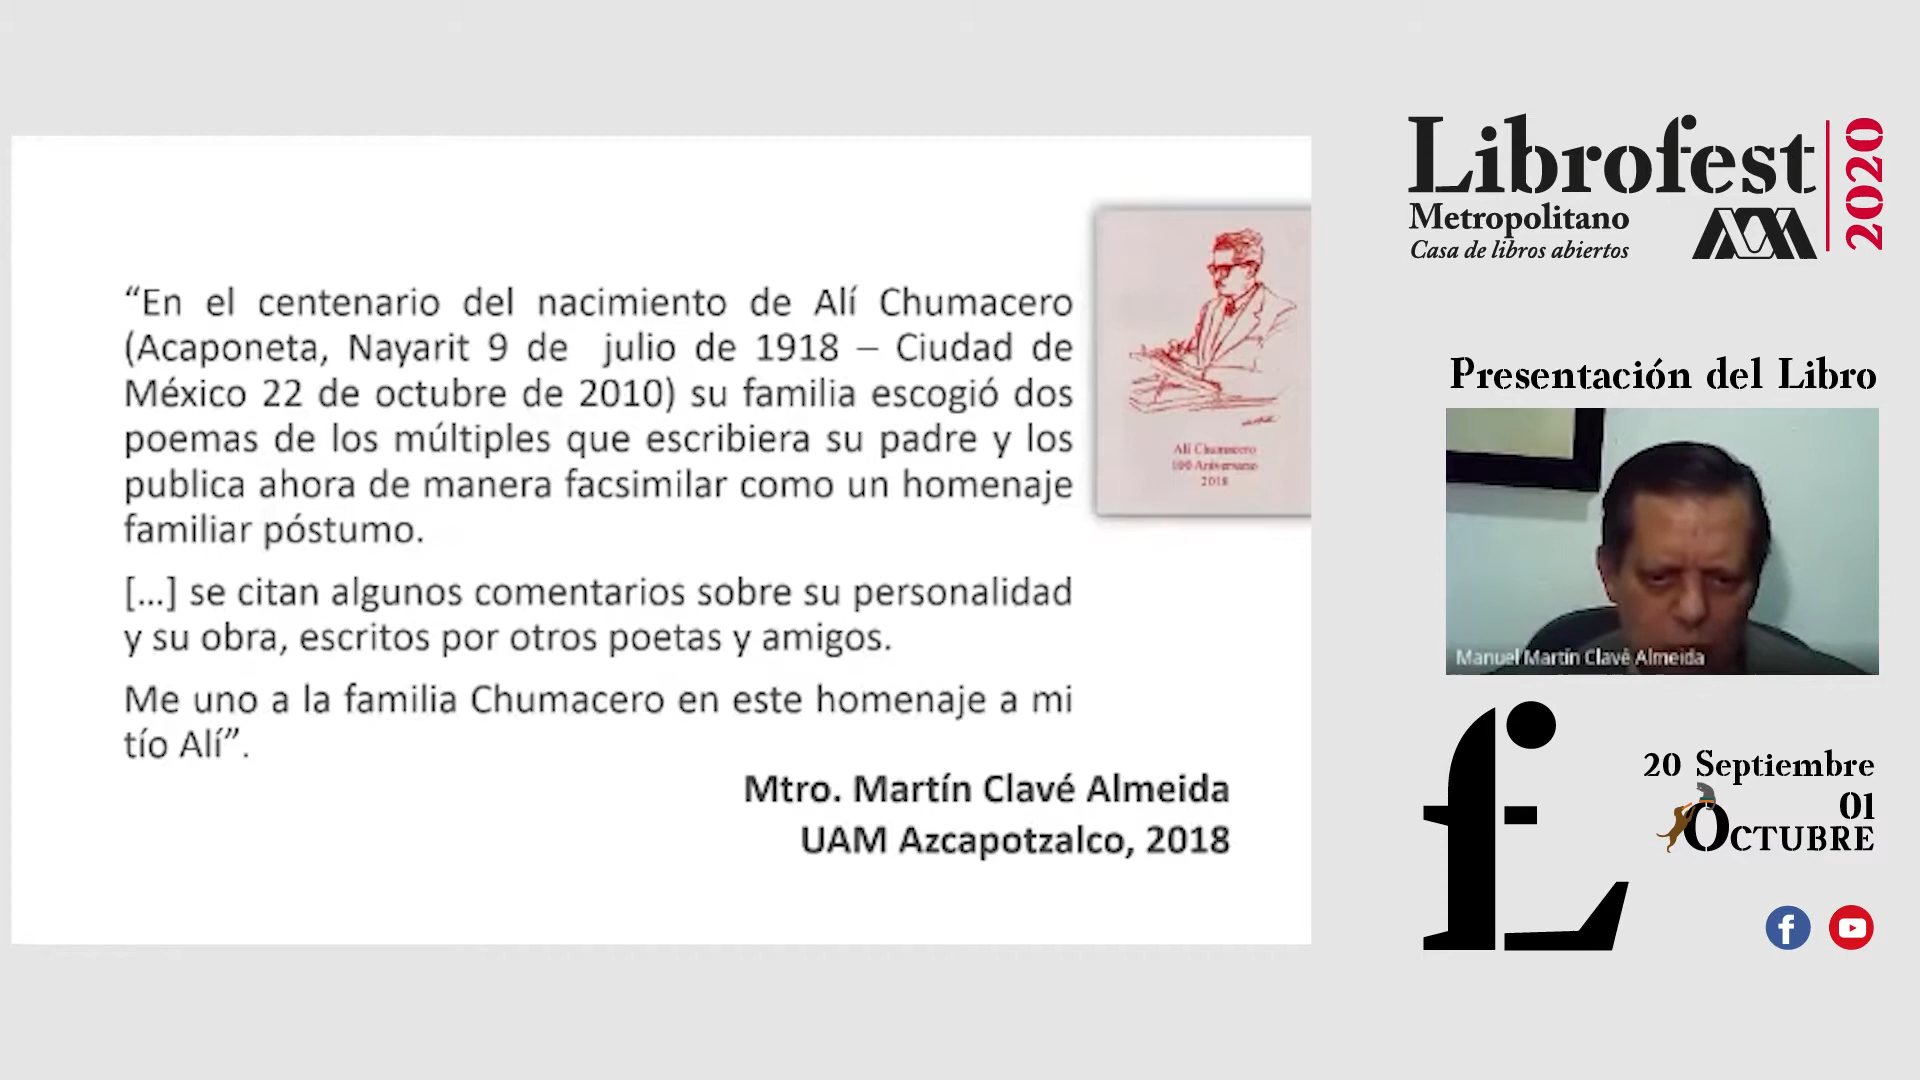 “En el centenario del nacimiento de Alí Chumacero
(Acaponeta, Nayarit 9 de julio de 1918 – Ciudad de
México 22 de octubre de 2010) su familia escogió dos
poemas de los múltiples que escribiera su padre y los
publica ahora de manera facsimilar como un homenaje
familiar póstumo.
[...] se citan algunos comentarios sobre su personalidad
y su obra, escritos por otros poetas y amigos.
Me uno a la familia Chumacero en este homenaje a mi
tío Alí”.
Mtro. Martín Clavé Almeida
UAM Azcapotzalco, 2018
Alí Chumacero
100 Aniversario
2018
Librofest
2020
Metropolitano
Casa de libros abiertos
Presentación del Libro
Manuel Martín Clavé Almeida
20 Septiembre
01
OCTUBRE